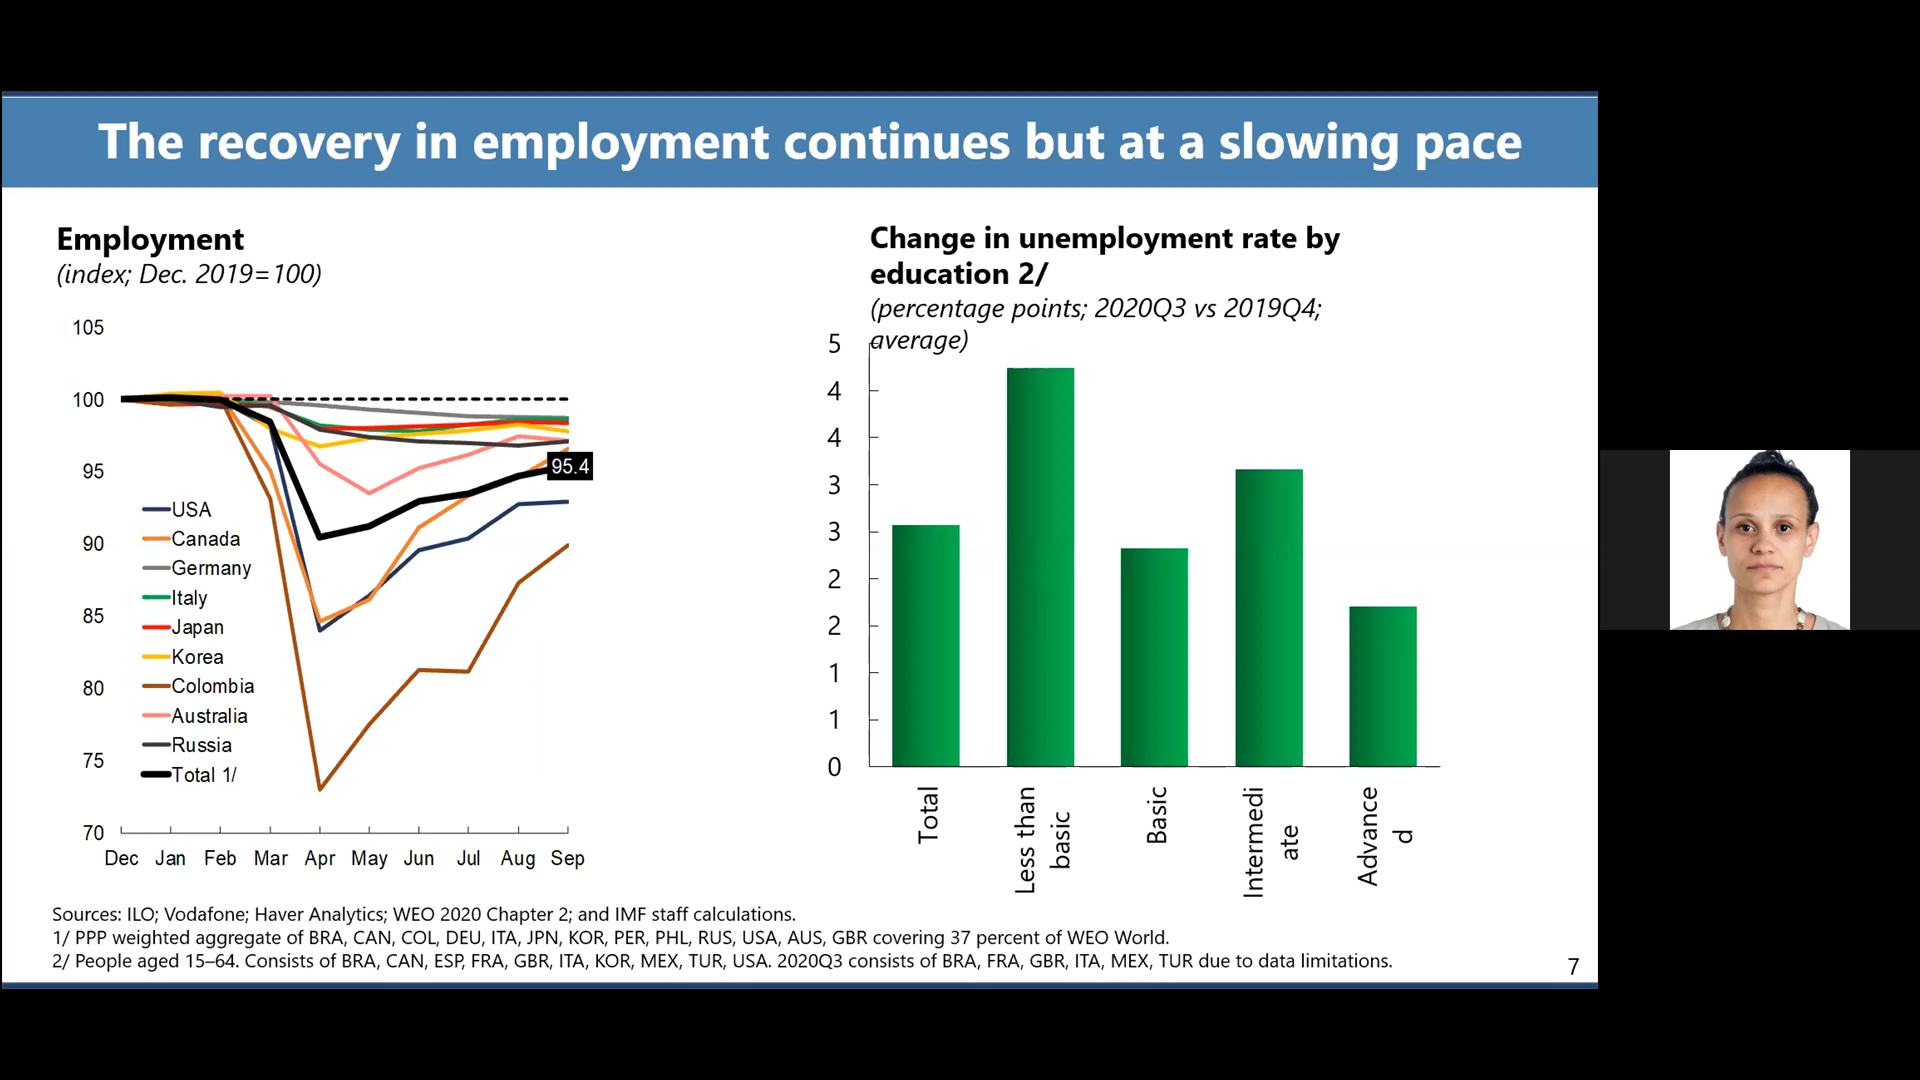 The recovery in employment continues but at a slowing pace
Employment
(index; Dec. 2019=100)
105
100
95
90
85
80
75
70
95.4
USA
Canada
Germany
Italy
Japan
Korea
Colombia
Australia
Russia
Total 1/
Dec Jan Feb Mar Apr May Jun Jul Aug Sep
Change in unemployment rate by
education 2/
(percentage points; 2020Q3 vs 2019Q4;
average)
5
4
4
3
3
2
2
1
1
0
Total
Less than
basic
Basic
Intermedi
ate
Advance
d
Sources: ILO; Vodafone; Haver Analytics; WEO 2020 Chapter 2; and IMF staff calculations.
1/ PPP weighted aggregate of BRA, CAN, COL, DEU, ITA, JPN, KOR, PER, PHL, RUS, USA, AUS, GBR covering 37 percent of WEO World.
2/ People aged 15–64. Consists of BRA, CAN, ESP, FRA, GBR, ITA, KOR, MEX, TUR, USA. 2020Q3 consists of BRA, FRA, GBR, ITA, MEX, TUR due to data limitations.
7